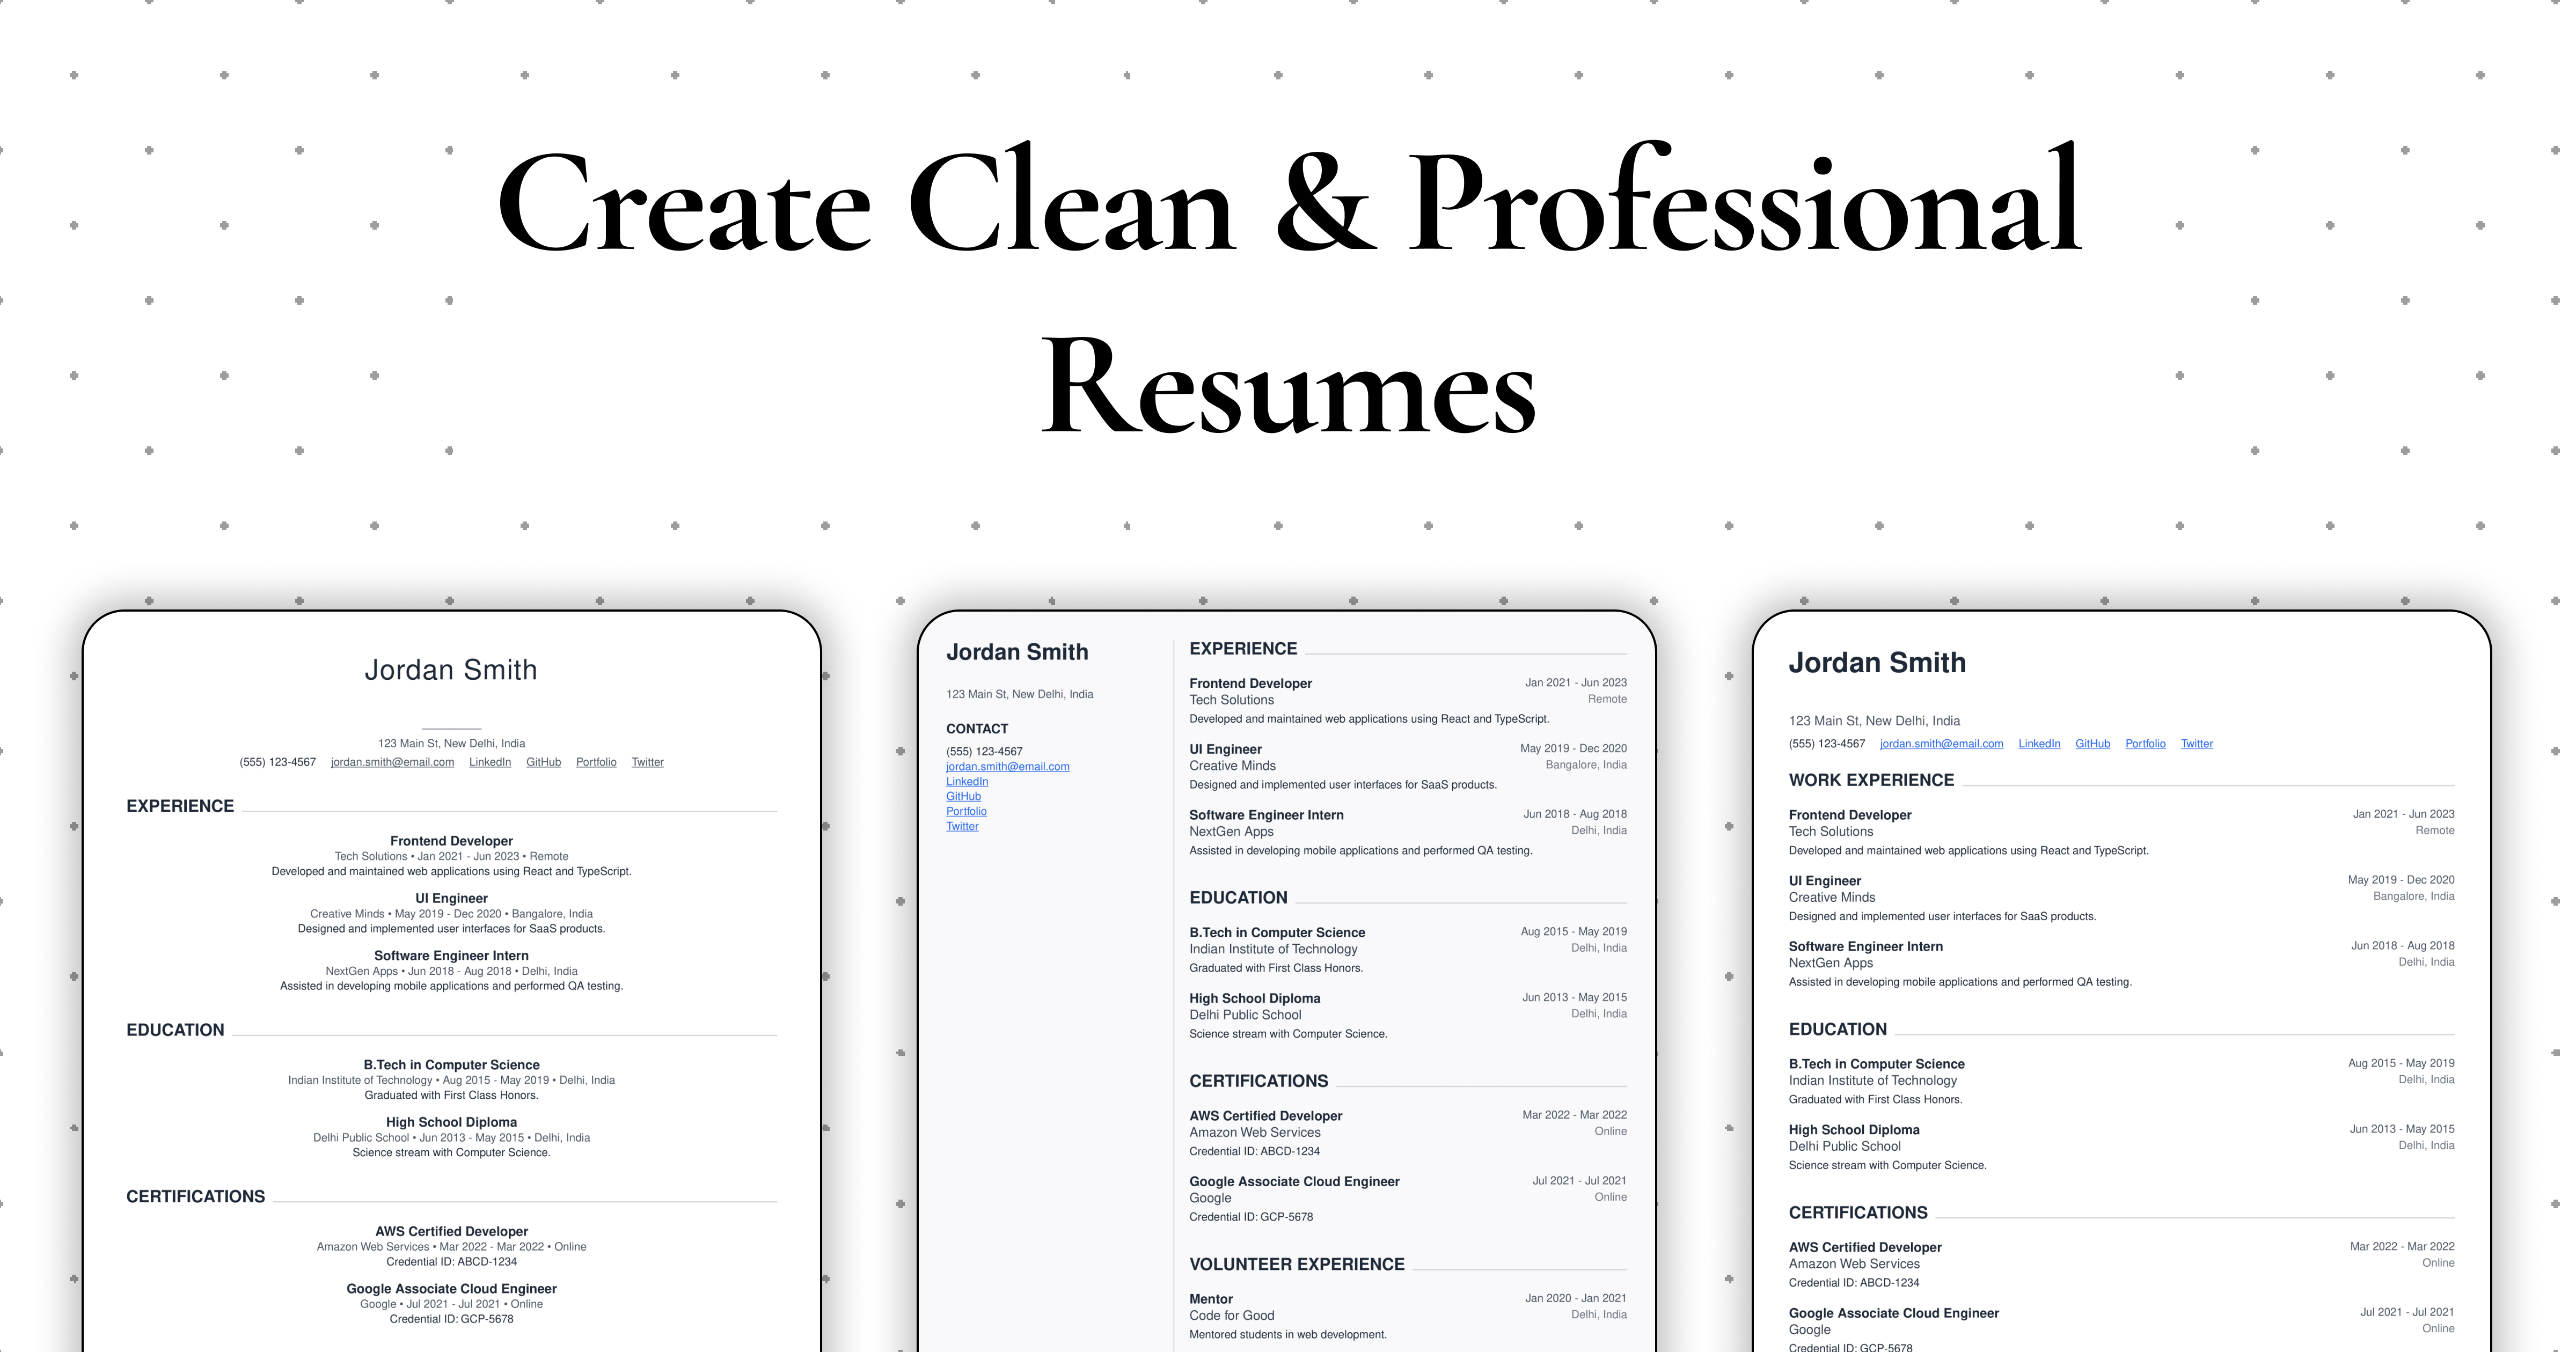 Create Clean & Professional
Resumes
Jordan Smith
123 Main St, New Delhi, India
(555) 123-4567 jordan.smith@email.com LinkedIn GitHub Portfolio Twitter
EXPERIENCE
Frontend Developer
Tech Solutions • Jan 2021 - Jun 2023 • Remote
Developed and maintained web applications using React and TypeScript.
UI Engineer
Creative Minds • May 2019 - Dec 2020 • Bangalore, India
Designed and implemented user interfaces for SaaS products.
Software Engineer Intern
NextGen Apps • Jun 2018 - Aug 2018 • Delhi, India
Assisted in developing mobile applications and performed QA testing.
EDUCATION
B.Tech in Computer Science
Indian Institute of Technology • Aug 2015 - May 2019 • Delhi, India
Graduated with First Class Honors.
High School Diploma
Delhi Public School • Jun 2013 - May 2015 • Delhi, India
Science stream with Computer Science.
CERTIFICATIONS
AWS Certified Developer
Amazon Web Services • Mar 2022 - Mar 2022 • Online
Credential ID: ABCD-1234
Google Associate Cloud Engineer
Google • Jul 2021 - Jul 2021 • Online
Credential ID: GCP-5678
Jordan Smith
123 Main St, New Delhi, India
CONTACT
(555) 123-4567
jordan.smith@email.com
LinkedIn
GitHub
Portfolio
Twitter
EXPERIENCE
Frontend Developer Jan 2021 - Jun 2023
Tech Solutions Remote
Developed and maintained web applications using React and TypeScript.
UI Engineer May 2019 - Dec 2020
Creative Minds Bangalore, India
Designed and implemented user interfaces for SaaS products.
Software Engineer Intern Jun 2018 - Aug 2018
NextGen Apps Delhi, India
Assisted in developing mobile applications and performed QA testing.
EDUCATION
B.Tech in Computer Science Aug 2015 - May 2019
Indian Institute of Technology Delhi, India
Graduated with First Class Honors.
High School Diploma Jun 2013 - May 2015
Delhi Public School Delhi, India
Science stream with Computer Science.
CERTIFICATIONS
AWS Certified Developer Mar 2022 - Mar 2022
Amazon Web Services Online
Credential ID: ABCD-1234
Google Associate Cloud Engineer Jul 2021 - Jul 2021
Google Online
Credential ID: GCP-5678
VOLUNTEER EXPERIENCE
Mentor Jan 2020 - Jan 2021
Code for Good Delhi, India
Mentored students in web development.
Jordan Smith
123 Main St, New Delhi, India
(555) 123-4567 jordan.smith@email.com LinkedIn GitHub Portfolio Twitter
WORK EXPERIENCE
Frontend Developer Jan 2021 - Jun 2023
Tech Solutions Remote
Developed and maintained web applications using React and TypeScript.
UI Engineer May 2019 - Dec 2020
Creative Minds Bangalore, India
Designed and implemented user interfaces for SaaS products.
Software Engineer Intern Jun 2018 - Aug 2018
NextGen Apps Delhi, India
Assisted in developing mobile applications and performed QA testing.
EDUCATION
B.Tech in Computer Science Aug 2015 - May 2019
Indian Institute of Technology Delhi, India
Graduated with First Class Honors.
High School Diploma Jun 2013 - May 2015
Delhi Public School Delhi, India
Science stream with Computer Science.
CERTIFICATIONS
AWS Certified Developer Mar 2022 - Mar 2022
Amazon Web Services Online
Credential ID: ABCD-1234
Google Associate Cloud Engineer Jul 2021 - Jul 2021
Google Online
Credential ID: GCP-5678